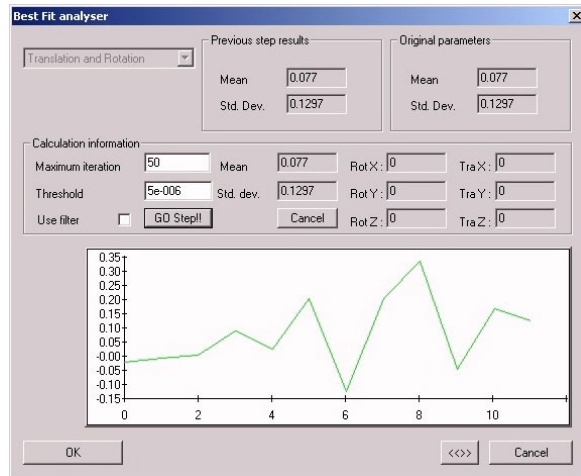 Best Fit analyser
Translation and Rotation
Previous step results
Mean 0.077
Std. Dev. 0.1297
Original parameters
Mean 0.077
Std. Dev. 0.1297
Calculation information
Maximum iteration 50 Mean 0.077 Rot X : 0 Tra X : 0
Threshold 5e-006 Std. dev. 0.1297 Rot Y : 0 Tra Y : 0
Use filter GO Step!! Cancel Rot Z : 0 Tra Z : 0
0.35
0.30
0.25
0.20
0.15
0.10
0.05
-0.00
-0.05
-0.10
-0.15
0 2 4 6 8 10
OK <<>> Cancel